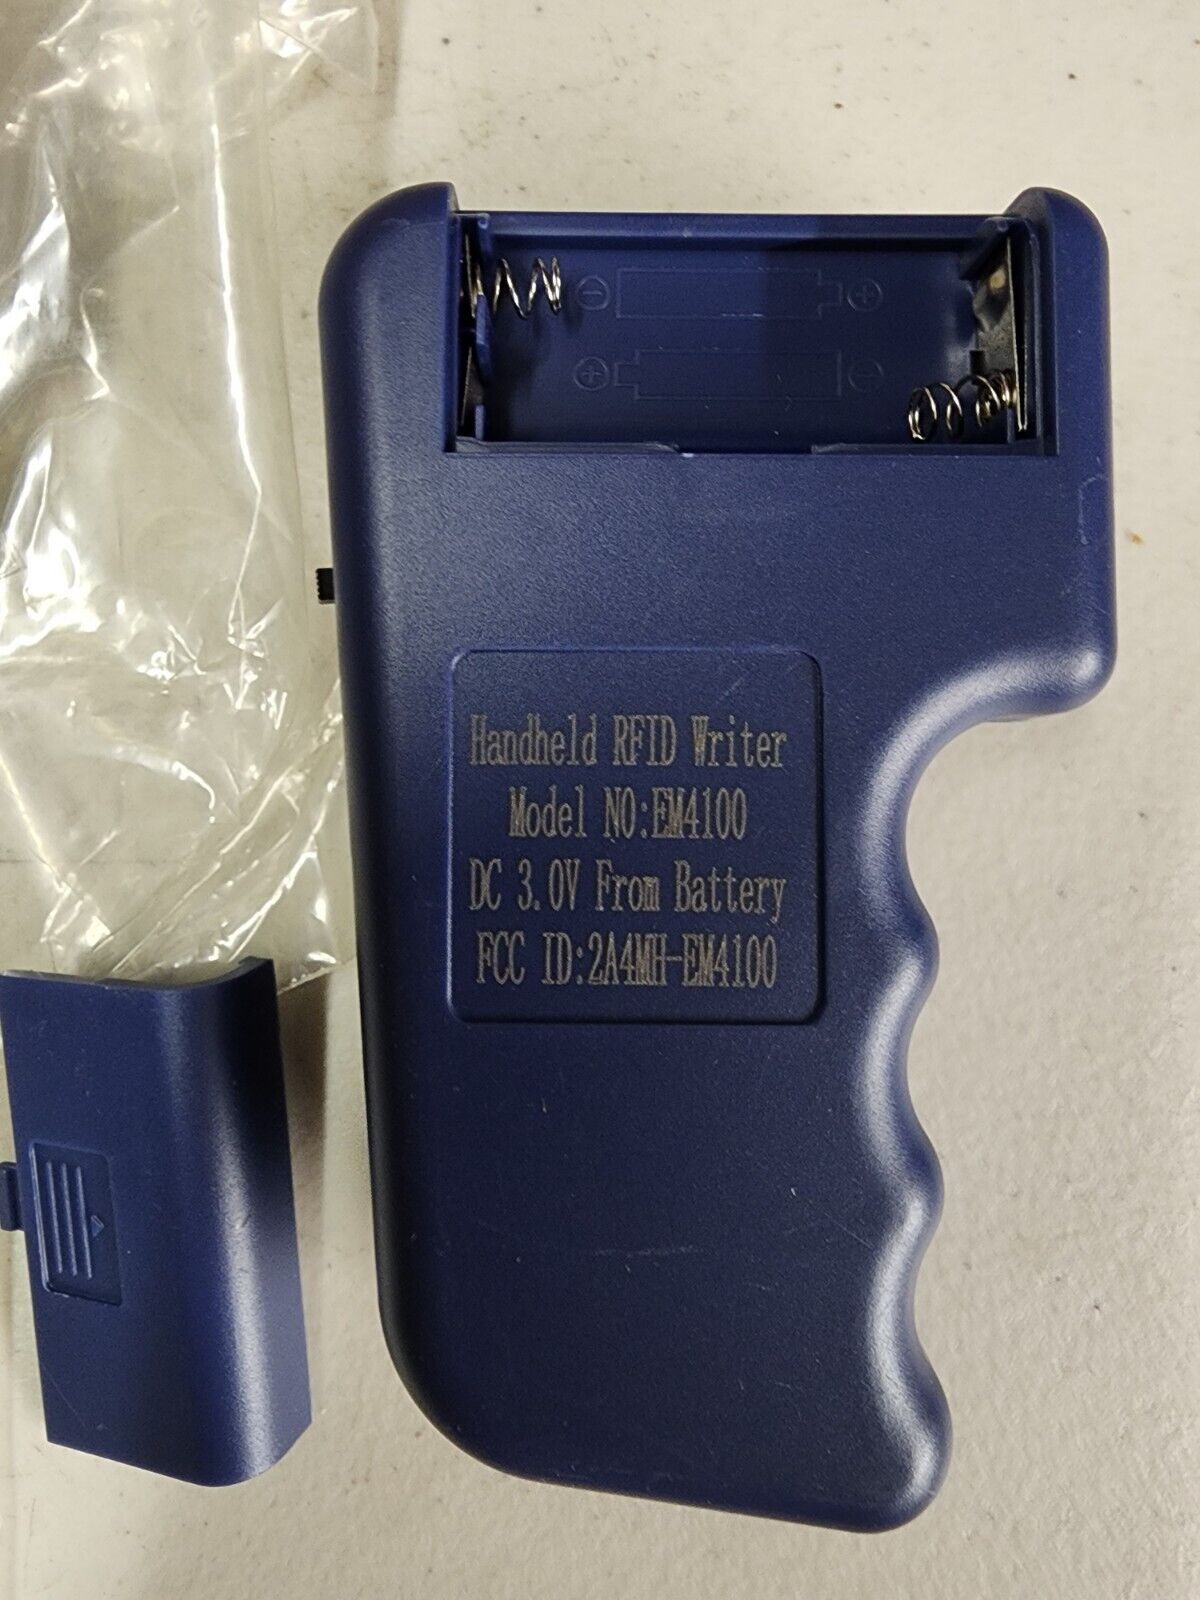 Handheld RFID Writer
Model NO:EM4100
DC 3.0V From Battery
FCC ID:2A4MH-EM4100